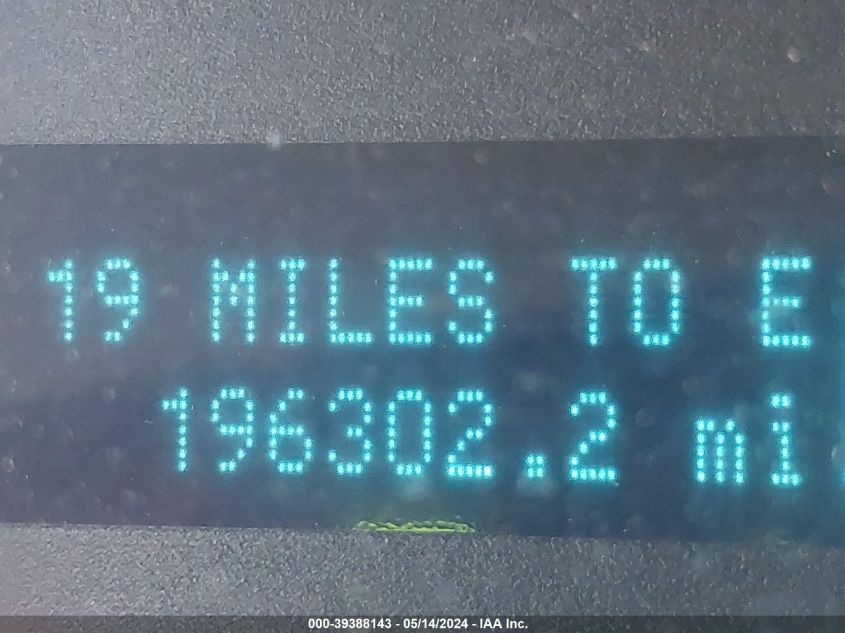 19 MILES TO E
196302.2 mi
000-39388143 - 05/14/2024 - IAA Inc.